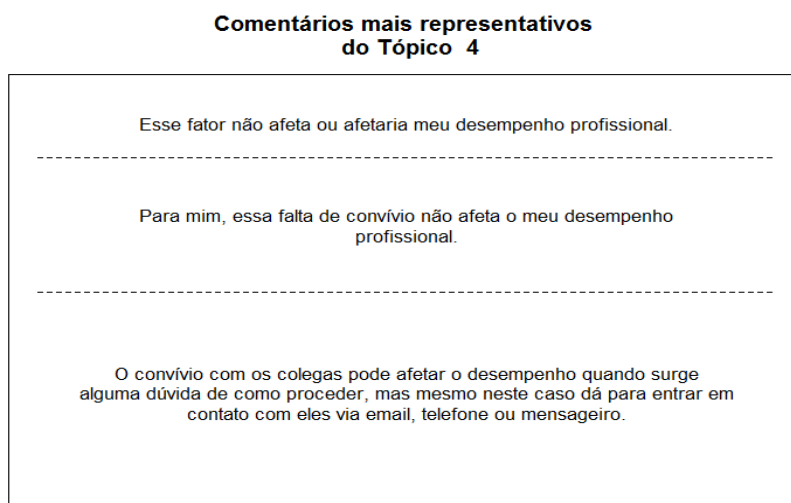 Comentários mais representativos
do Tópico 4
Esse fator não afeta ou afetaria meu desempenho profissional.
Para mim, essa falta de convívio não afeta o meu desempenho
profissional.
O convívio com os colegas pode afetar o desempenho quando surge
alguma dúvida de como proceder, mas mesmo neste caso dá para entrar em
contato com eles via email, telefone ou mensageiro.